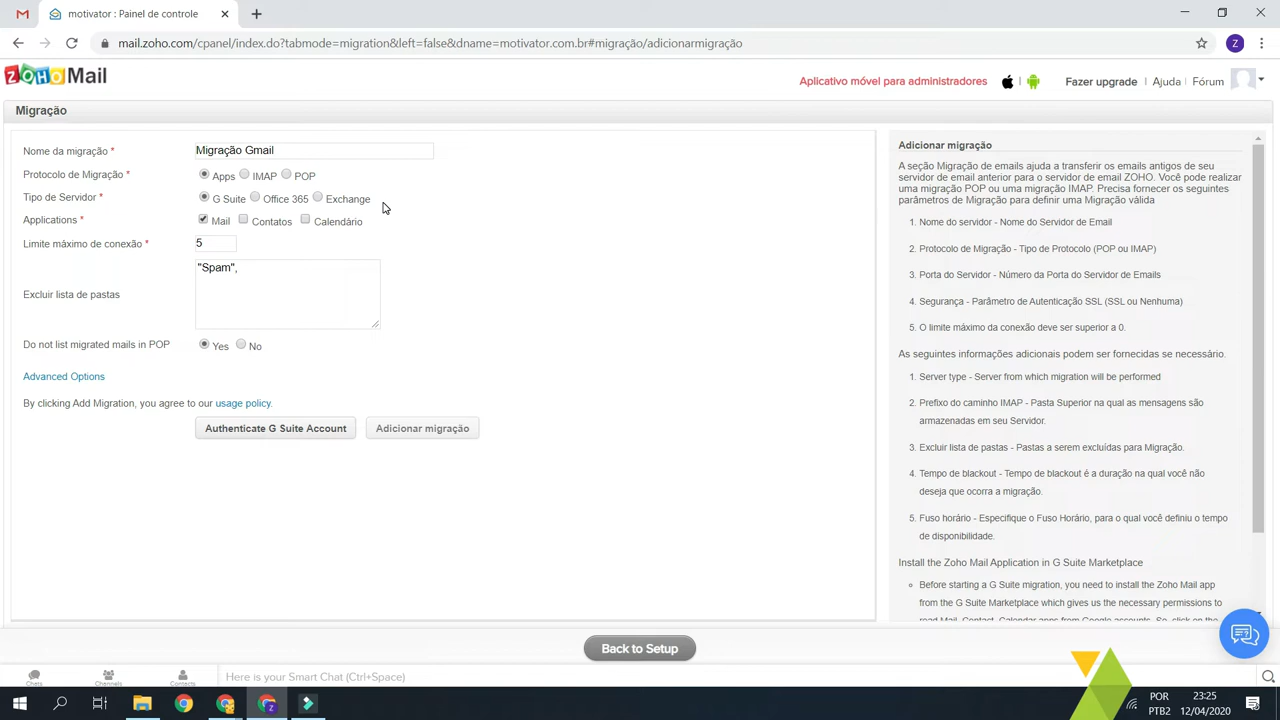 motivator : Painel de controle
mail.zoho.com/cpanel/index.do?tabmode=migration&left=false&dname=motivator.com.br#migração/adicionarmigração
Z
ZOHO Mail
Aplicativo móvel para administradores
Fazer upgrade
Ajuda
Fórum
Migração
Nome da migração *
Migração Gmail
Protocolo de Migração *
Apps IMAP POP
Tipo de Servidor *
G Suite Office 365 Exchange
Applications *
Mail Contatos Calendário
Limite máximo de conexão *
5
Excluir lista de pastas
"Spam",
Do not list migrated mails in POP
Yes No
Advanced Options
By clicking Add Migration, you agree to our usage policy.
Authenticate G Suite Account
Adicionar migração
Adicionar migração
A seção Migração de emails ajuda a transferir os emails antigos de seu
servidor de email anterior para o servidor de email ZOHO. Você pode realizar
uma migração POP ou uma migração IMAP. Precisa fornecer os seguintes
parâmetros de Migração para definir uma Migração válida
1. Nome do servidor - Nome do Servidor de Email
2. Protocolo de Migração - Tipo de Protocolo (POP ou IMAP)
3. Porta do Servidor - Número da Porta do Servidor de Emails
4. Segurança - Parâmetro de Autenticação SSL (SSL ou Nenhuma)
5. O limite máximo da conexão deve ser superior a 0.
As seguintes informações adicionais podem ser fornecidas se necessário.
1. Server type - Server from which migration will be performed
2. Prefixo do caminho IMAP - Pasta Superior na qual as mensagens são
armazenadas em seu Servidor.
3. Excluir lista de pastas - Pastas a serem excluídas para Migração.
4. Tempo de blackout - Tempo de blackout é a duração na qual você não
deseja que ocorra a migração.
5. Fuso horário - Especifique o Fuso Horário, para o qual você definiu o tempo
de disponibilidade.
Install the Zoho Mail Application in G Suite Marketplace
Before starting a G Suite migration, you need to install the Zoho Mail app
from the G Suite Marketplace which gives us the necessary permissions to
read Mail, Contact, Calendar apps from Google accounts. So, click on the
Back to Setup
Chats
Channels
Contacts
Here is your Smart Chat (Ctrl+Space)
POR
PTB2
23:25
12/04/2020